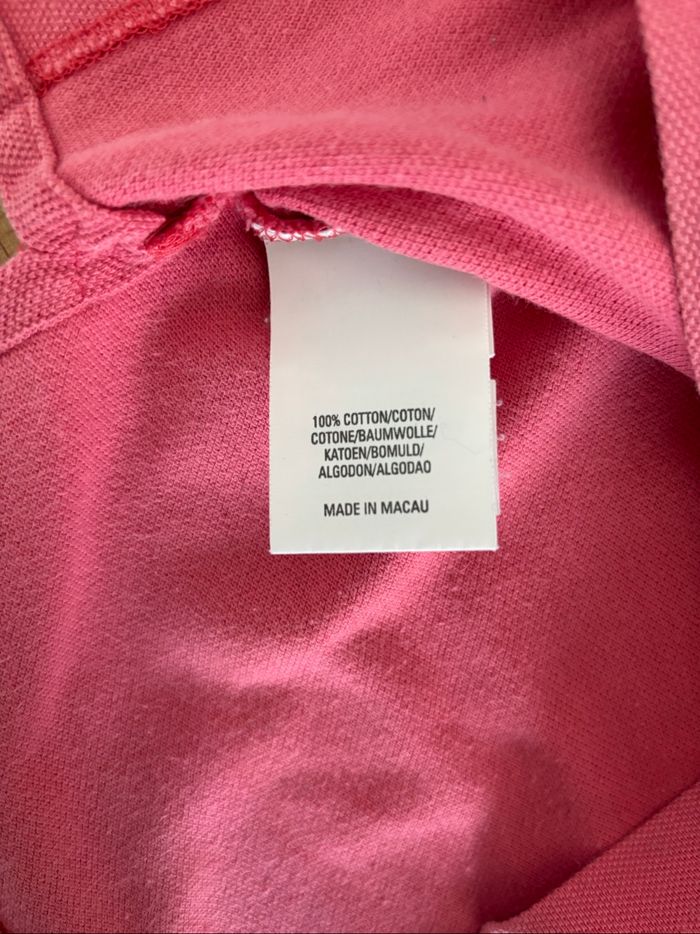 100% COTTON/COTON/
COTONE/BAUMWOLLE/
KATOEN/BOMULD/
ALGODON/ALGODAO
MADE IN MACAU